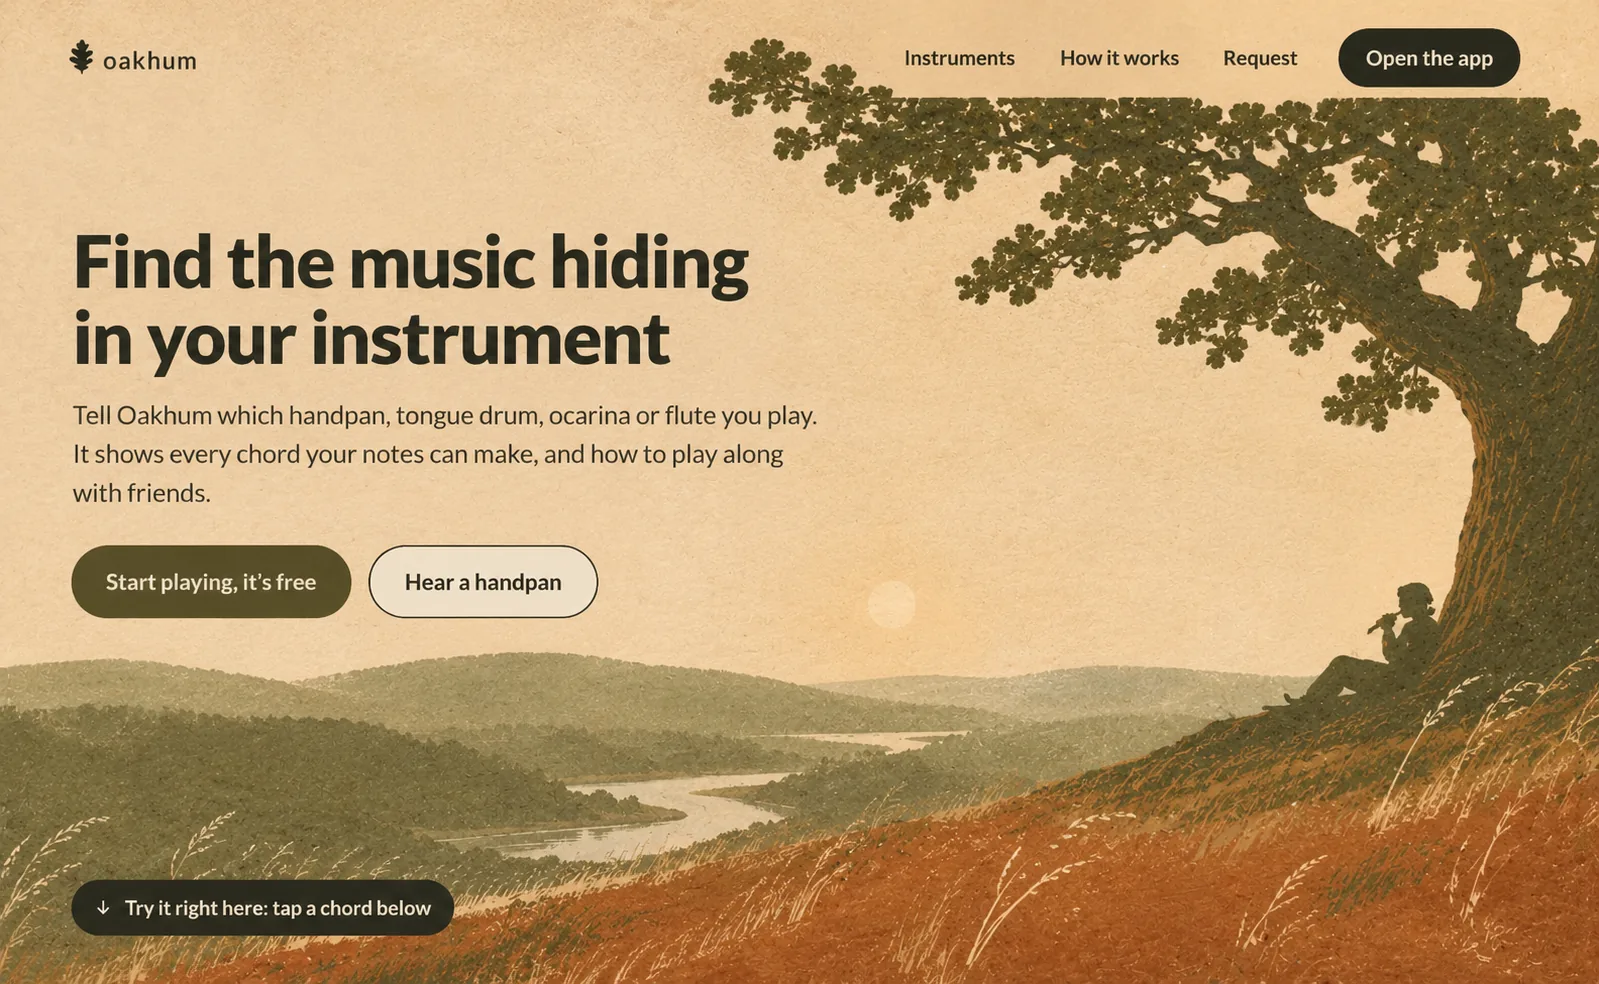 oakhum
Instruments
How it works
Request
Open the app
Find the music hiding
in your instrument
Tell Oakhum which handpan, tongue drum, ocarina or flute you play.
It shows every chord your notes can make, and how to play along
with friends.
Start playing, it’s free
Hear a handpan
↓ Try it right here: tap a chord below